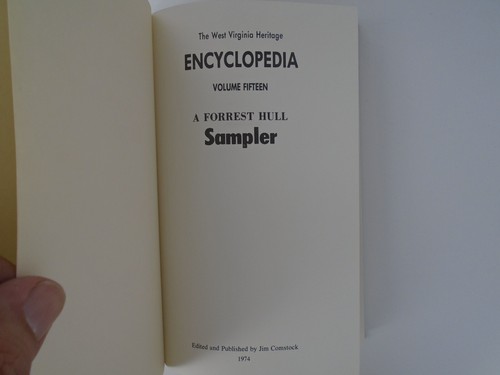 The West Virginia Heritage
ENCYCLOPEDIA
VOLUME FIFTEEN
A FORREST HULL
Sampler
Edited and Published by Jim Comstock
1974